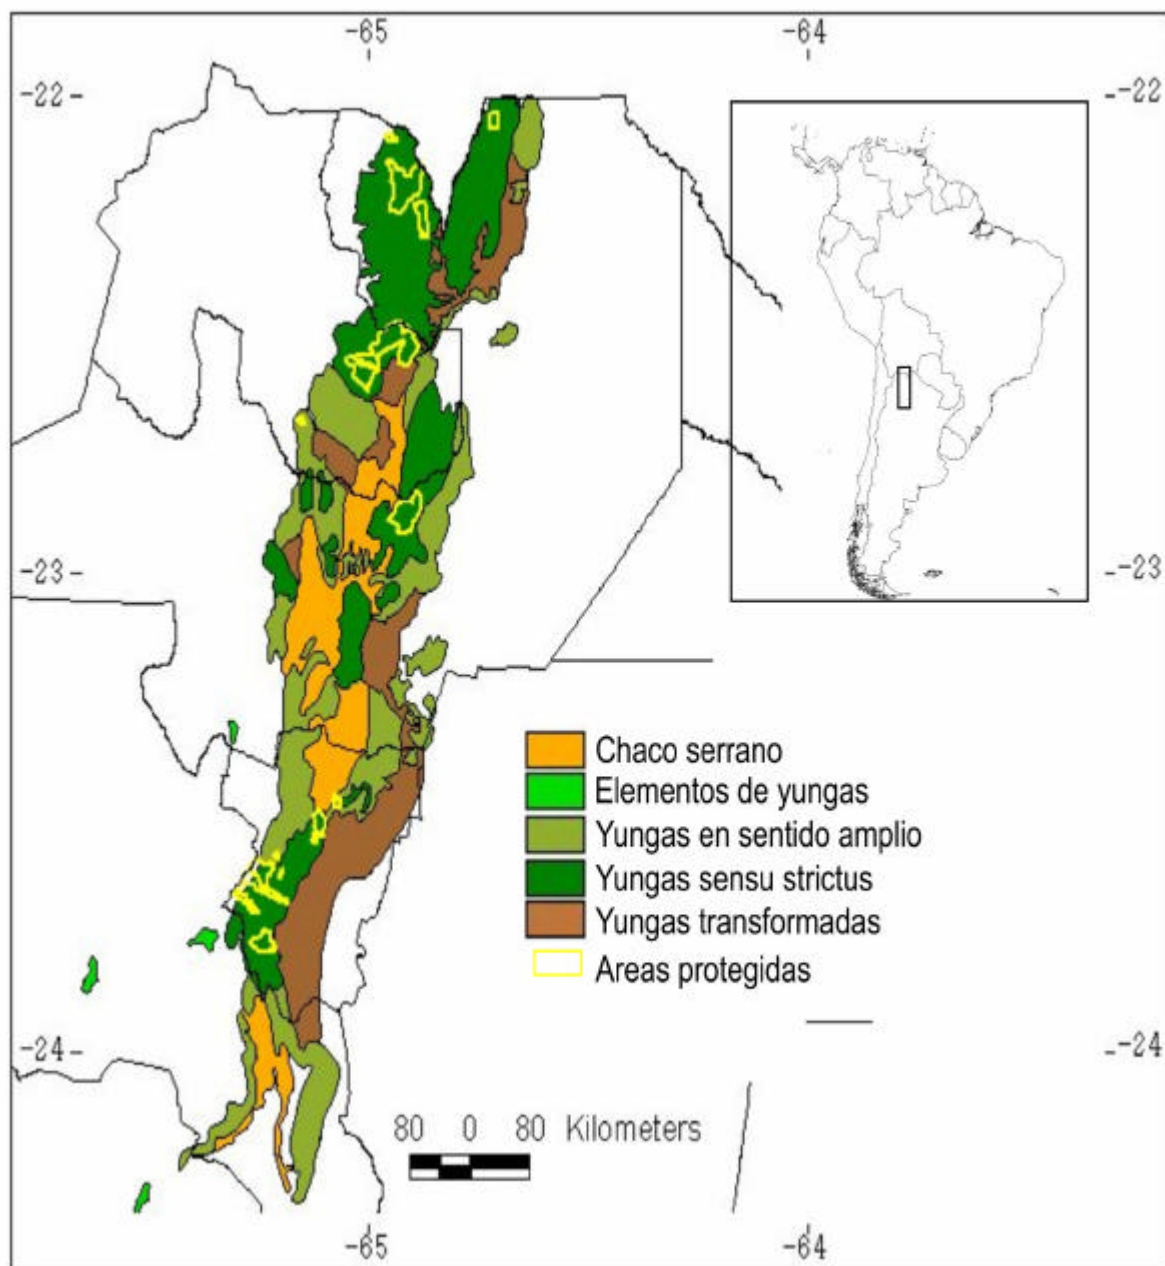 -65 -64
-22 -22
-23 -23
Chaco serrano
Elementos de yungas
Yungas en sentido amplio
Yungas sensu strictus
Yungas transformadas
Areas protegidas
-24 -24
80 0 80 Kilometers
-65 -64